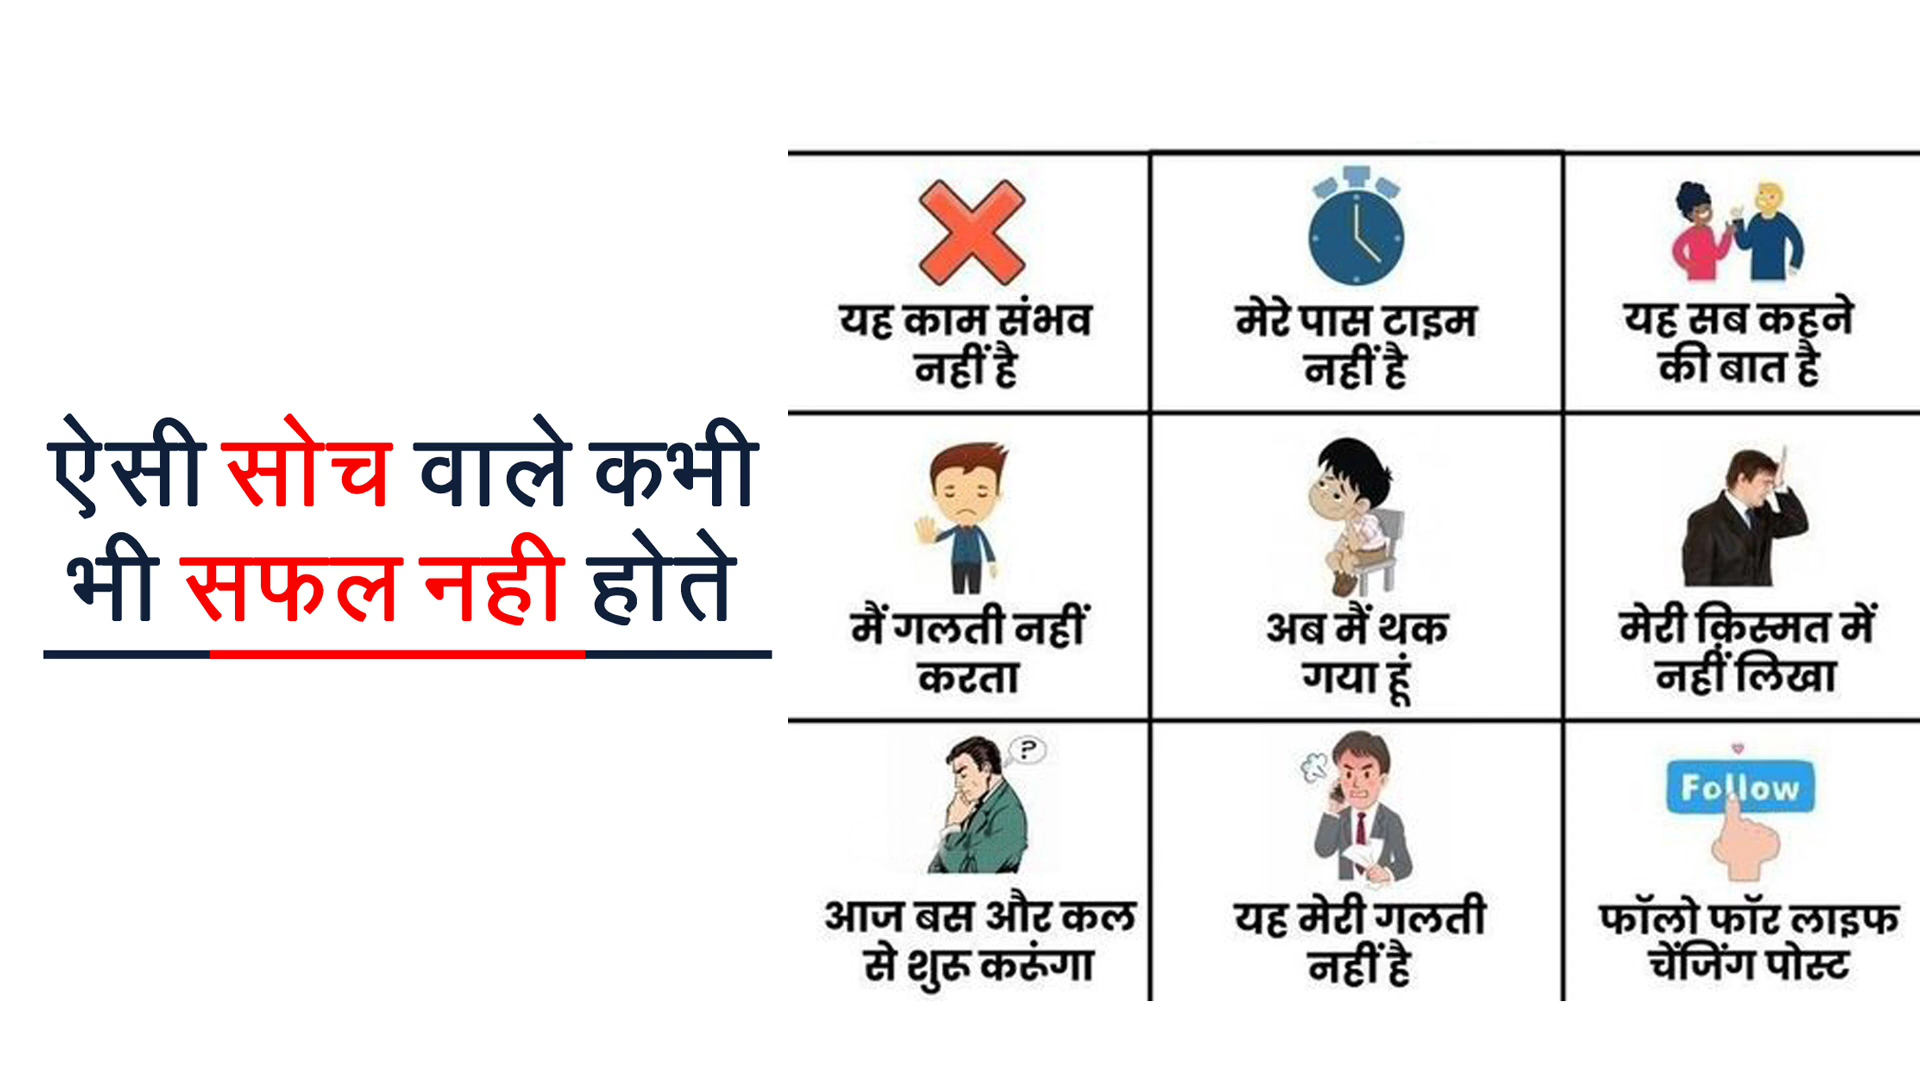 ऐसी सोच वाले कभी
भी सफल नही होते
यह काम संभव
नहीं है
मेरे पास टाइम
नहीं है
यह सब कहने
की बात है
मैं गलती नहीं
करता
अब मैं थक
गया हूं
मेरी क़िस्मत में
नहीं लिखा
?
आज बस और कल
से शुरू करूंगा
यह मेरी गलती
नहीं है
Follow
फॉलो फॉर लाइफ
चेंजिंग पोस्ट